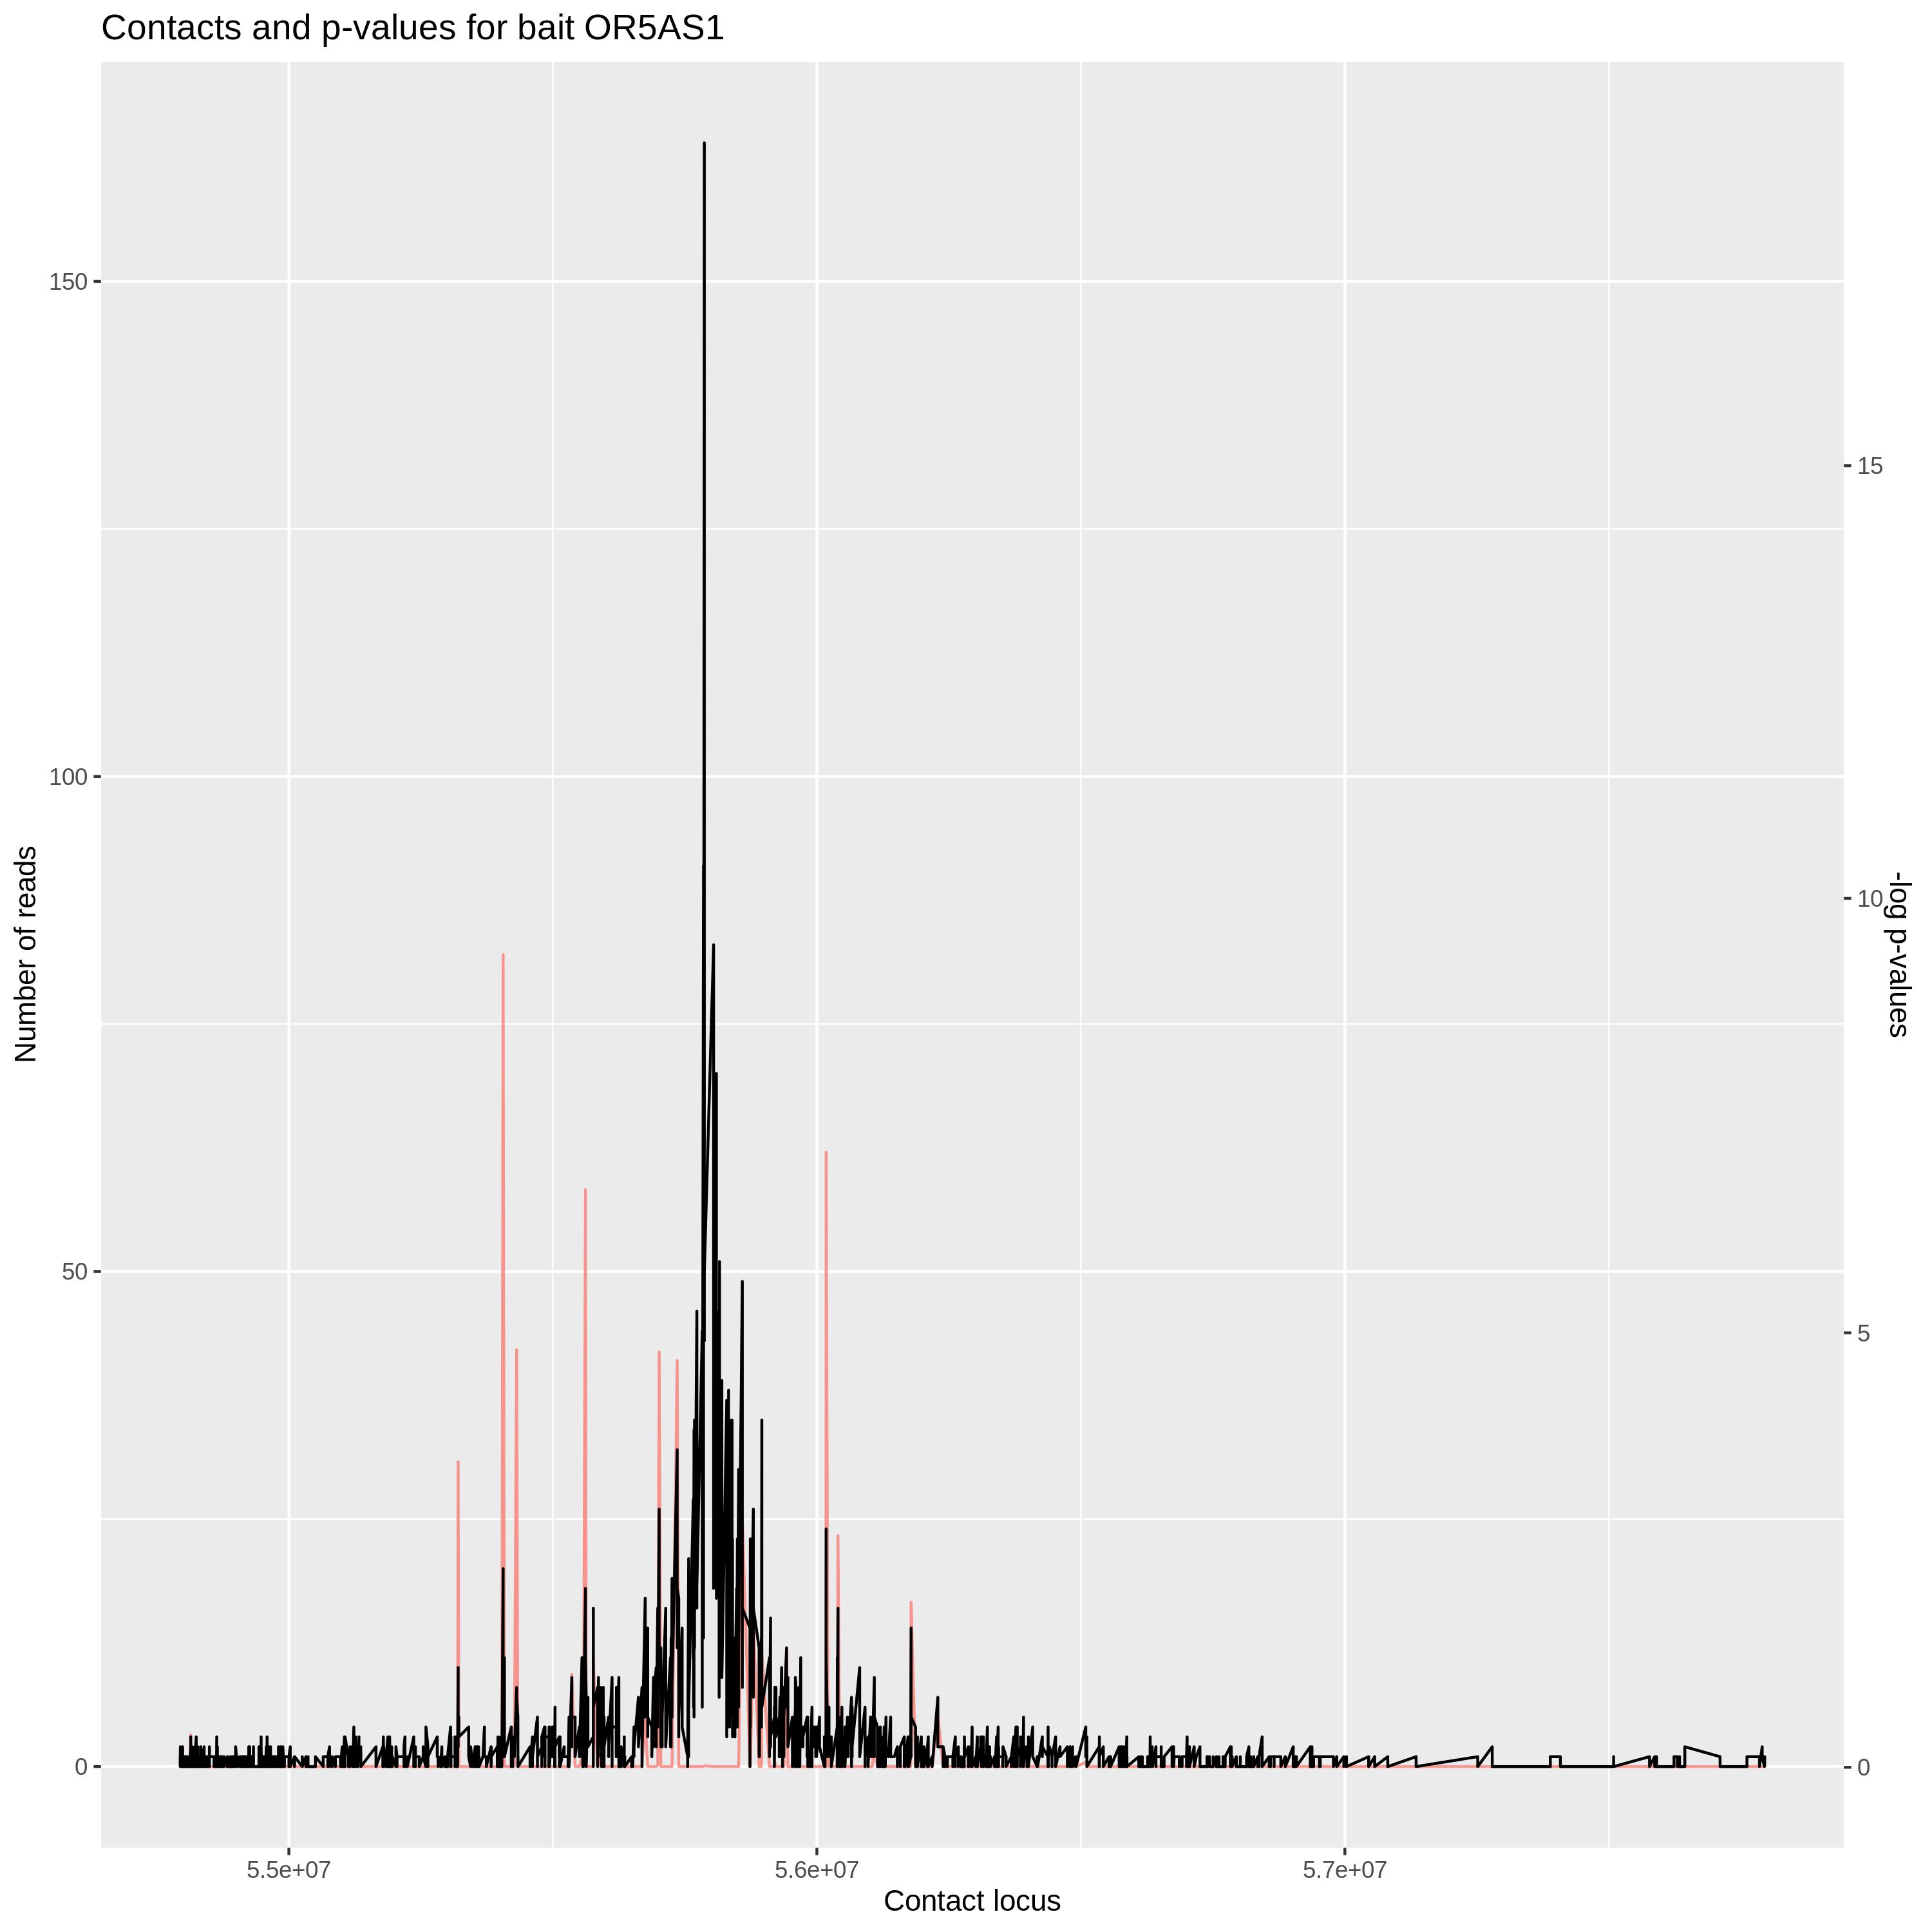 Contacts and p-values for bait OR5AS1
Number of reads
150
100
50
0
-log p-values
15
10
5
0
5.5e+07
5.6e+07
5.7e+07
Contact locus